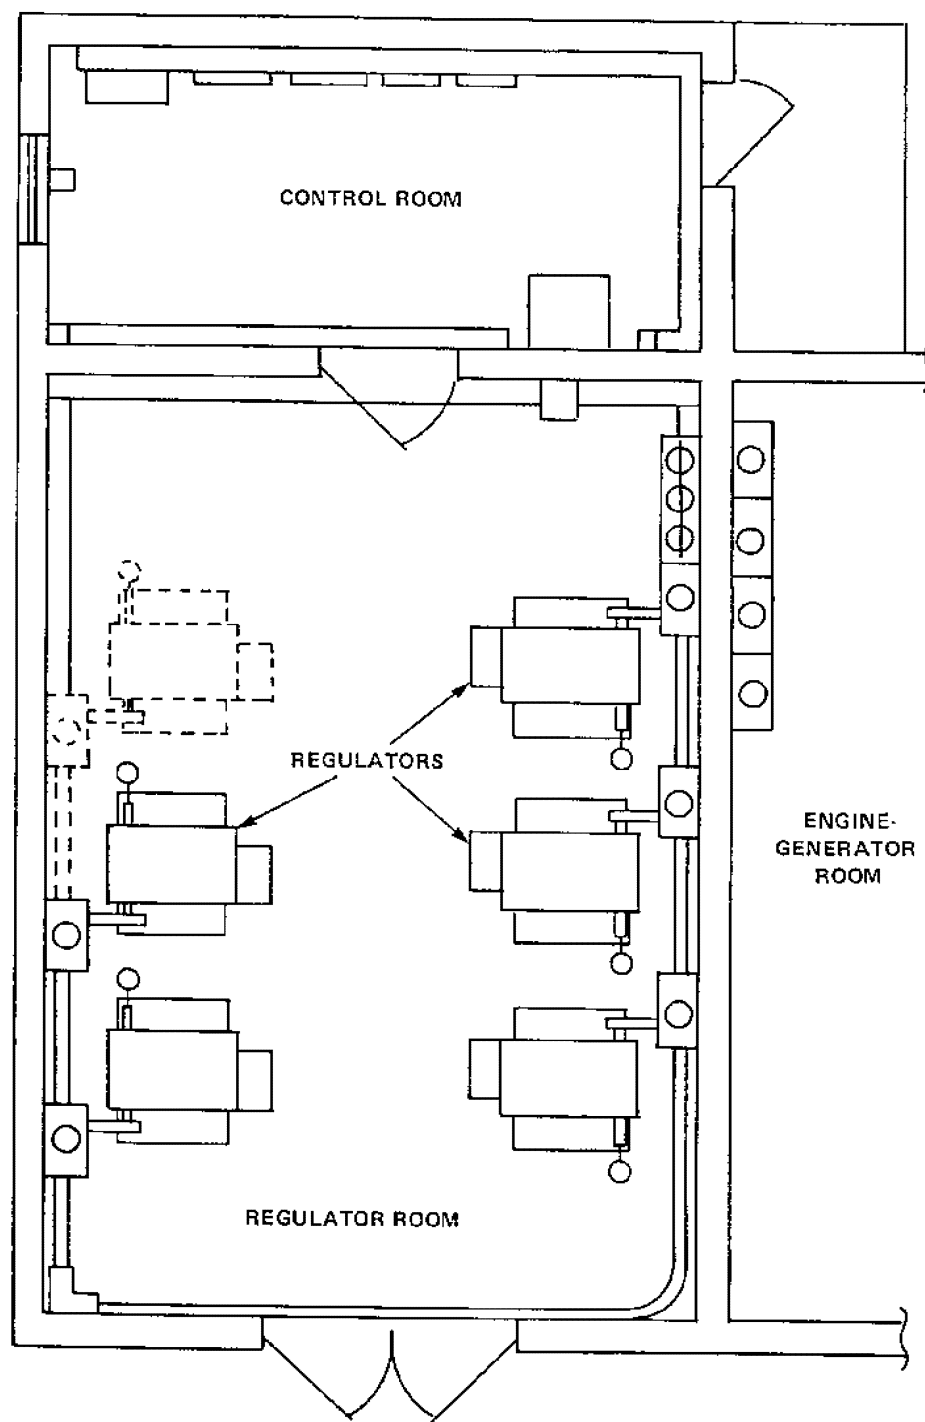 CONTROL ROOM
REGULATORS
ENGINE-
GENERATOR
ROOM
REGULATOR ROOM